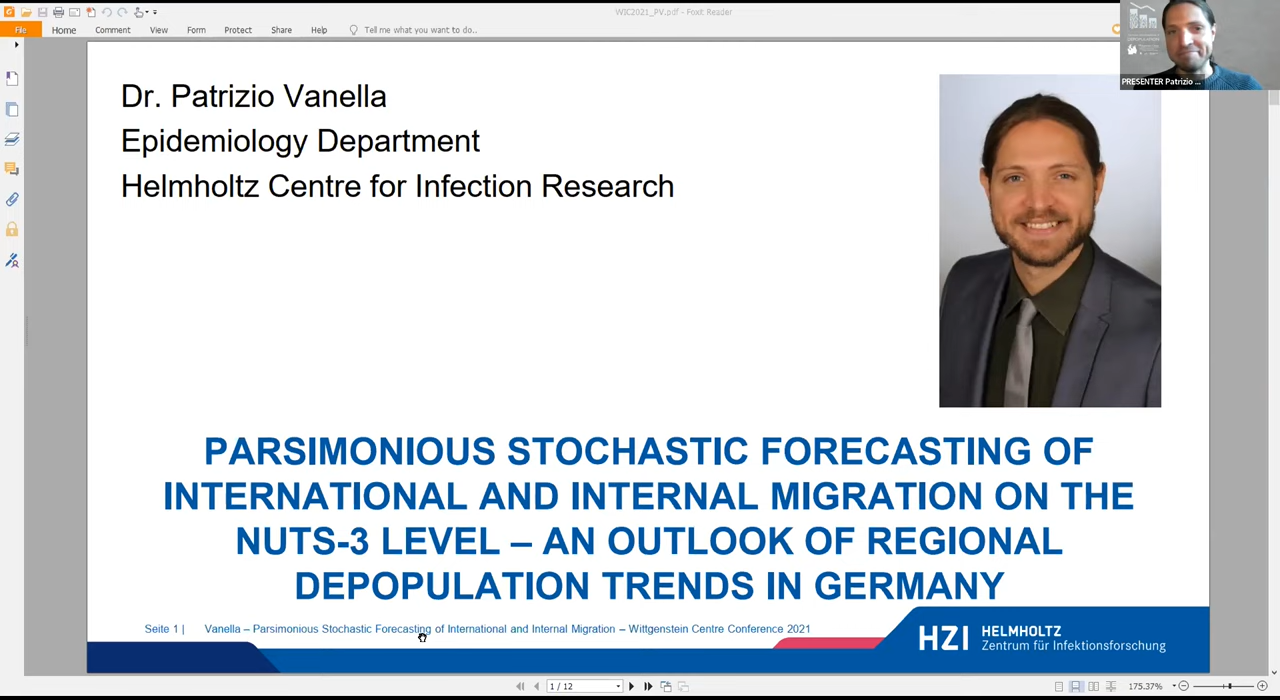 WIC2021_PV.pdf - Foxit Reader
File Home Comment View Form Protect Share Help Tell me what you want to do..
PRESENTER Patrizio ...
Dr. Patrizio Vanella
Epidemiology Department
Helmholtz Centre for Infection Research
PARSIMONIOUS STOCHASTIC FORECASTING OF
INTERNATIONAL AND INTERNAL MIGRATION ON THE
NUTS-3 LEVEL – AN OUTLOOK OF REGIONAL
DEPOPULATION TRENDS IN GERMANY
Seite 1 | Vanella – Parsimonious Stochastic Forecasting of International and Internal Migration – Wittgenstein Centre Conference 2021
HZI HELMHOLTZ
Zentrum für Infektionsforschung
1 / 12
175.37%